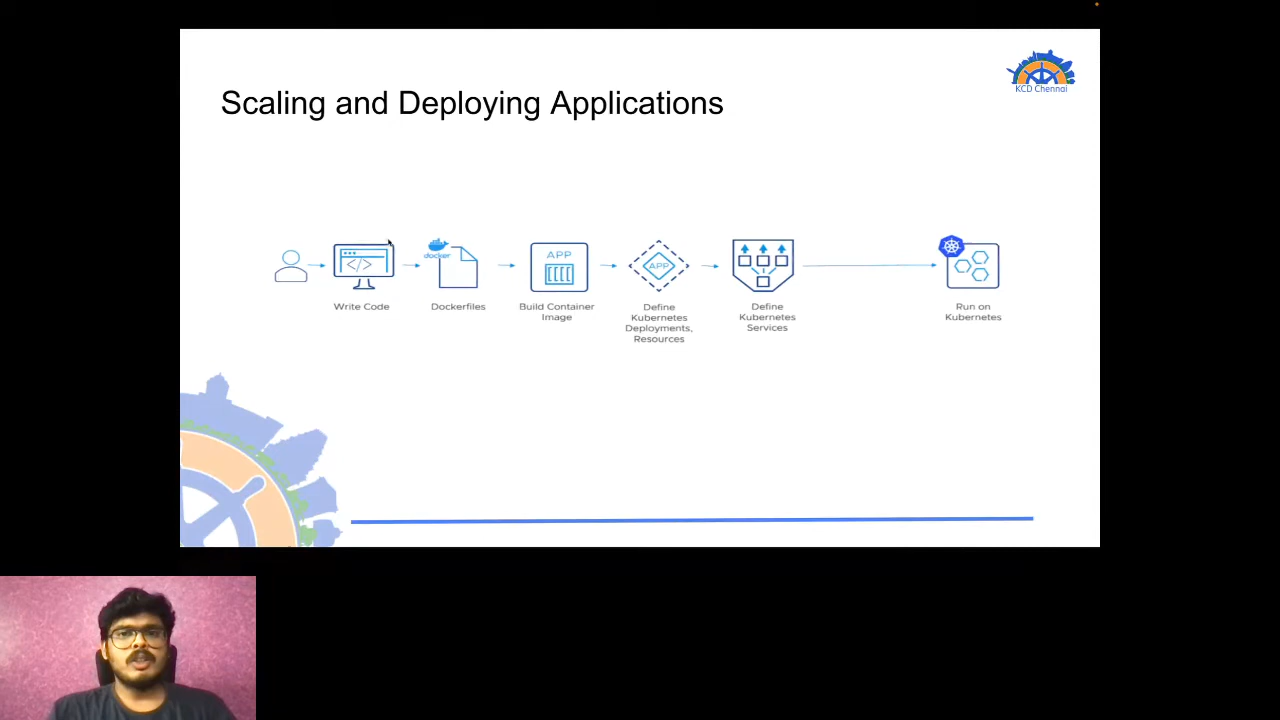 KCD Chennai
Scaling and Deploying Applications
docker
APP
APP
</>
Write Code
Dockerfiles
Build Container
Image
Define
Kubernetes
Deployments,
Resources
Define
Kubernetes
Services
Run on
Kubernetes